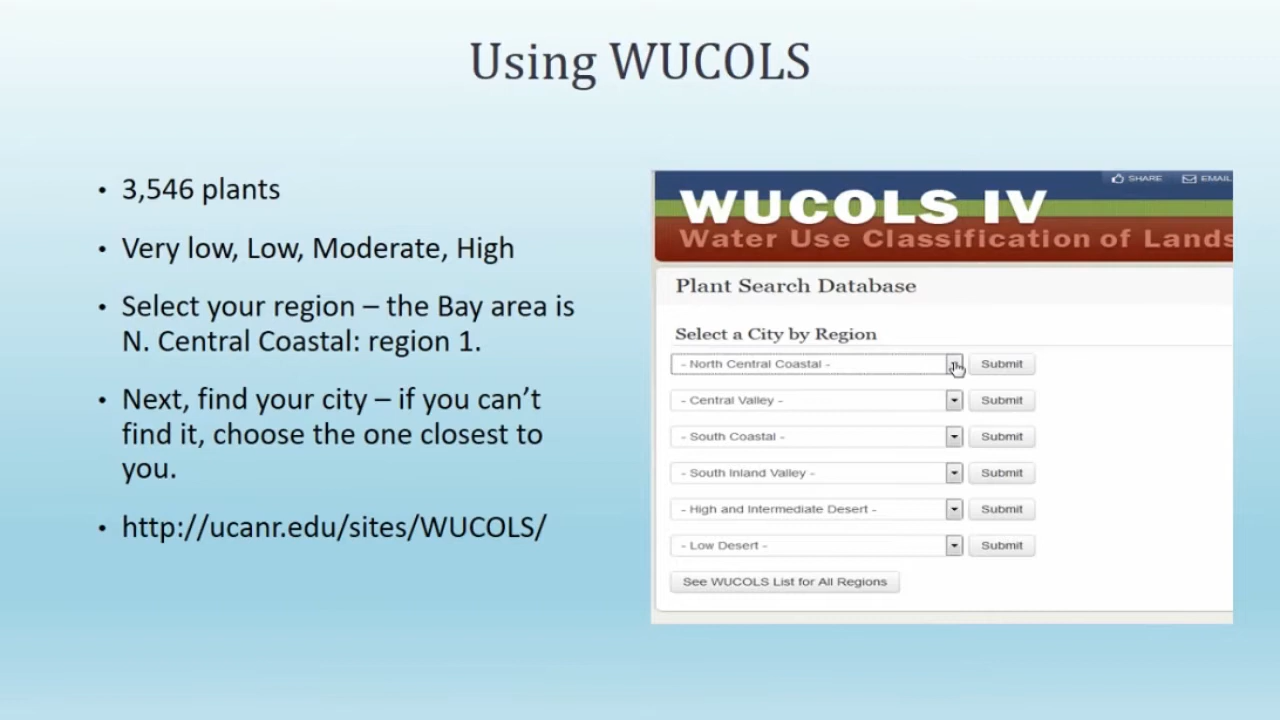 Using WUCOLS
• 3,546 plants
• Very low, Low, Moderate, High
• Select your region – the Bay area is
N. Central Coastal: region 1.
• Next, find your city – if you can’t
find it, choose the one closest to
you.
• http://ucanr.edu/sites/WUCOLS/
SHARE EMAIL
WUCOLS IV
Water Use Classification of Lands
Plant Search Database
Select a City by Region
- North Central Coastal - Submit
- Central Valley - Submit
- South Coastal - Submit
- South Inland Valley - Submit
- High and Intermediate Desert - Submit
- Low Desert - Submit
See WUCOLS List for All Regions